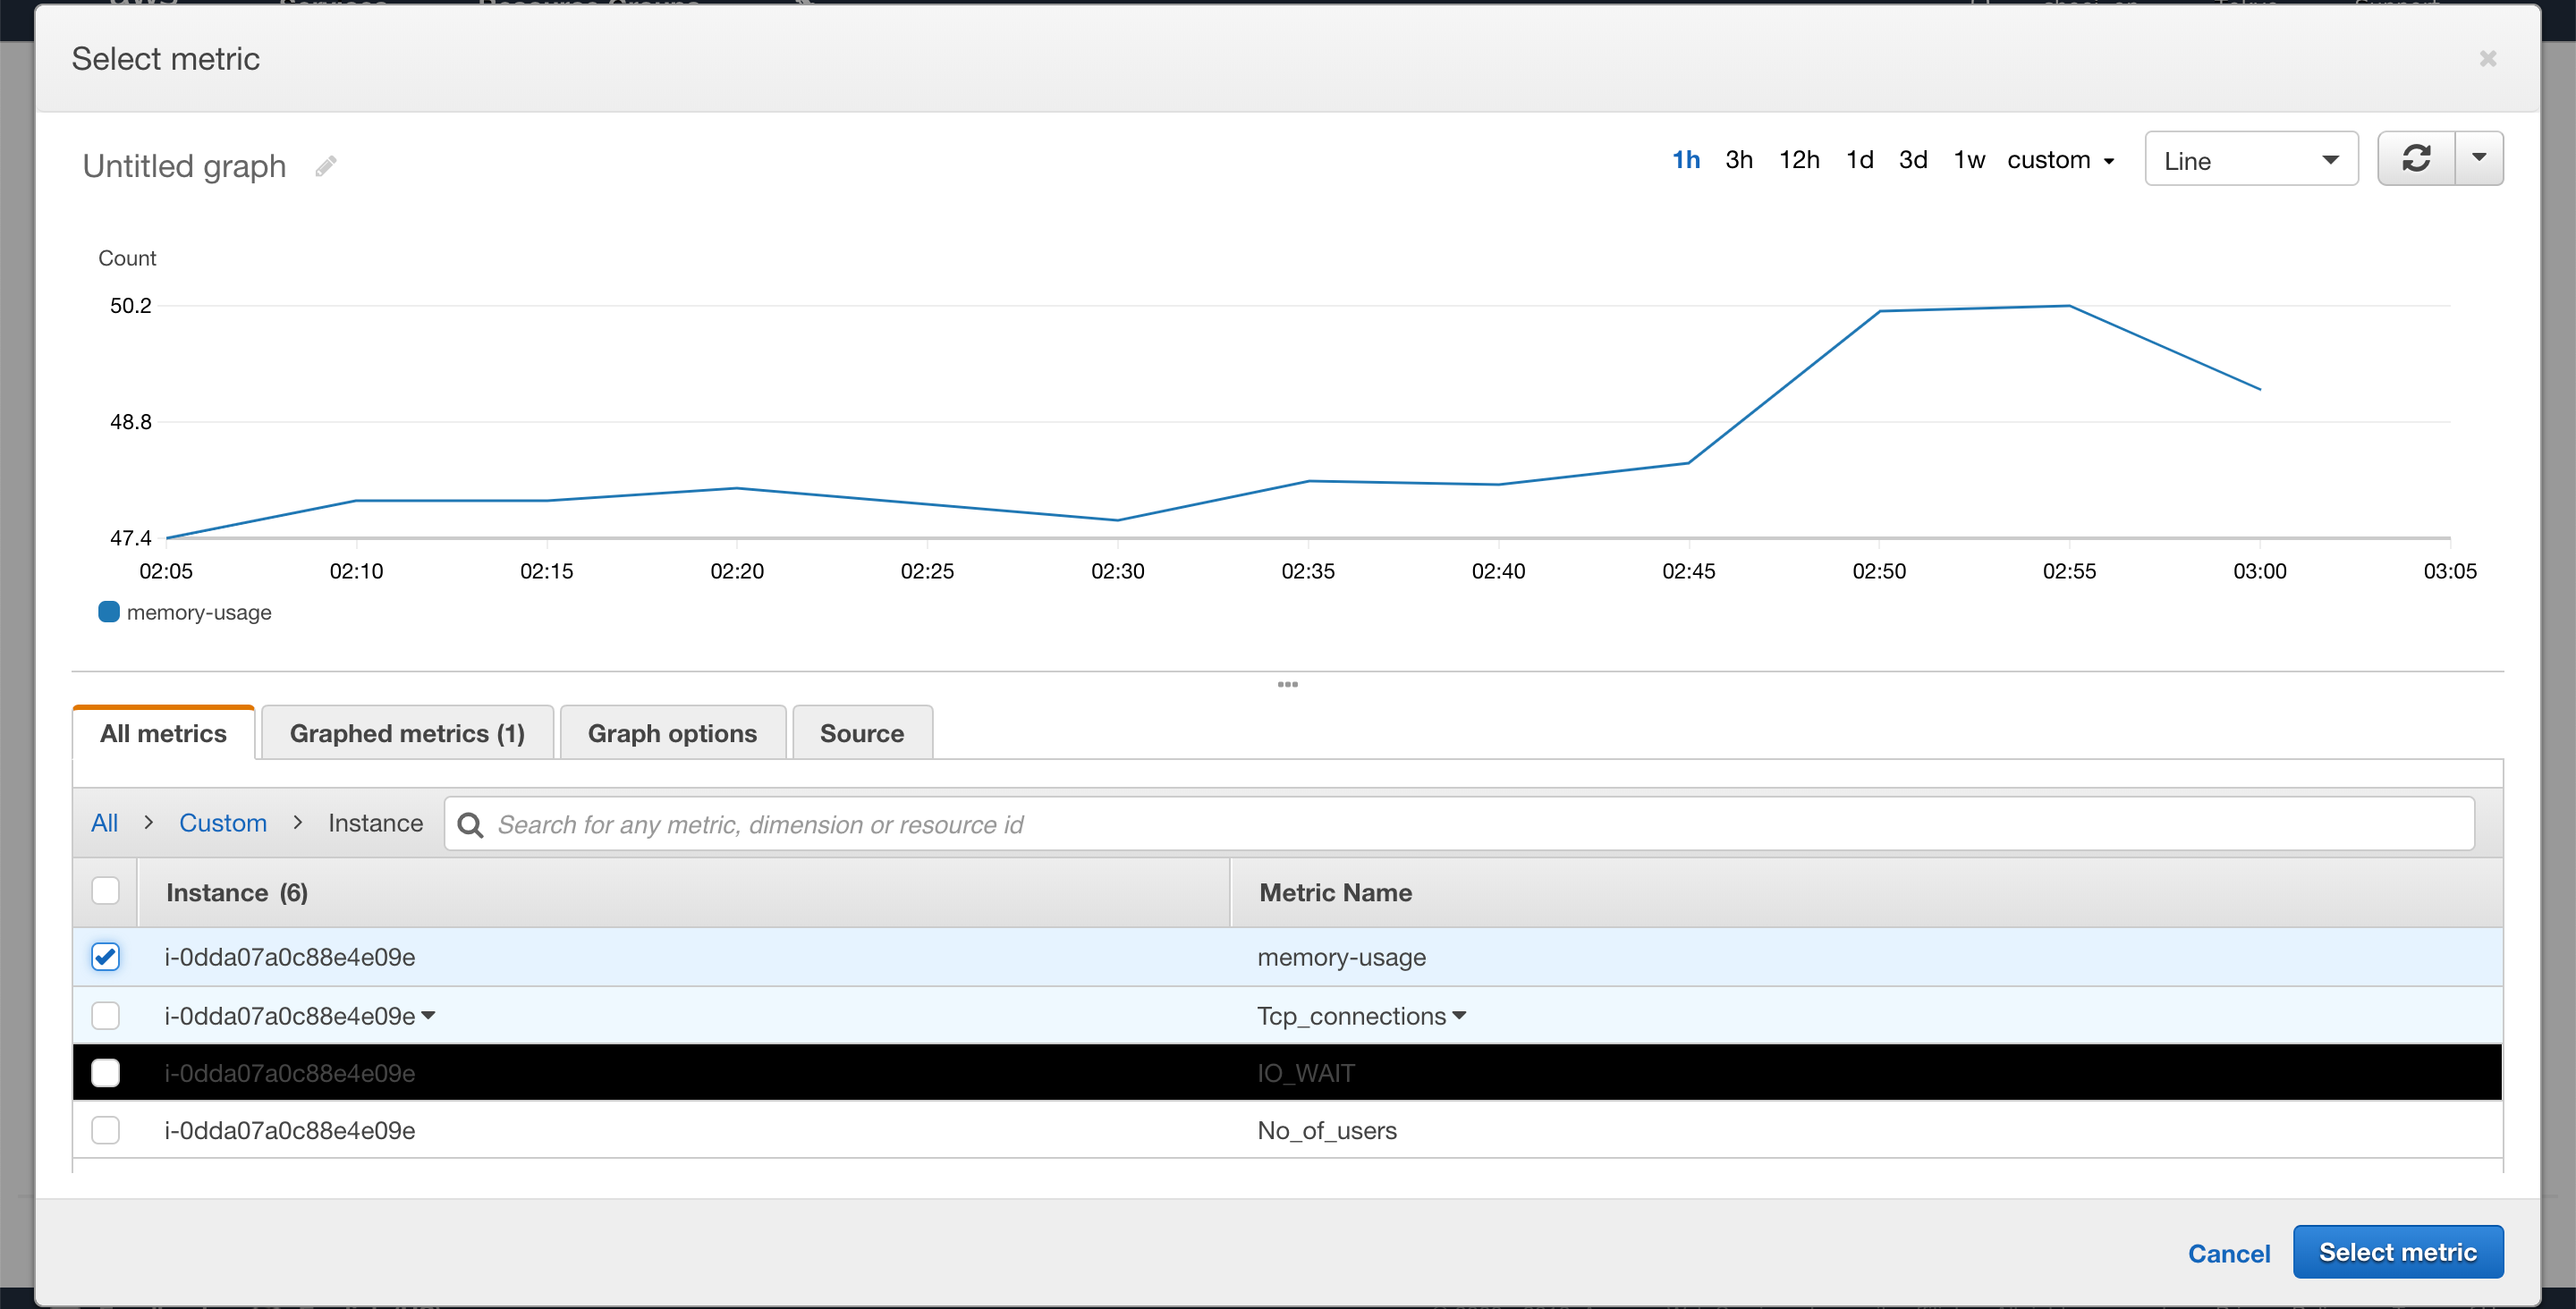 Select metric
Untitled graph
1h 3h 12h 1d 3d 1w custom Line
Count
50.2
48.8
47.4
02:05 02:10 02:15 02:20 02:25 02:30 02:35 02:40 02:45 02:50 02:55 03:00 03:05
memory-usage
All metrics Graphed metrics (1) Graph options Source
All > Custom > Instance Search for any metric, dimension or resource id
Instance (6) Metric Name
i-0dda07a0c88e4e09e memory-usage
i-0dda07a0c88e4e09e Tcp_connections
i-0dda07a0c88e4e09e IO_WAIT
i-0dda07a0c88e4e09e No_of_users
Cancel Select metric